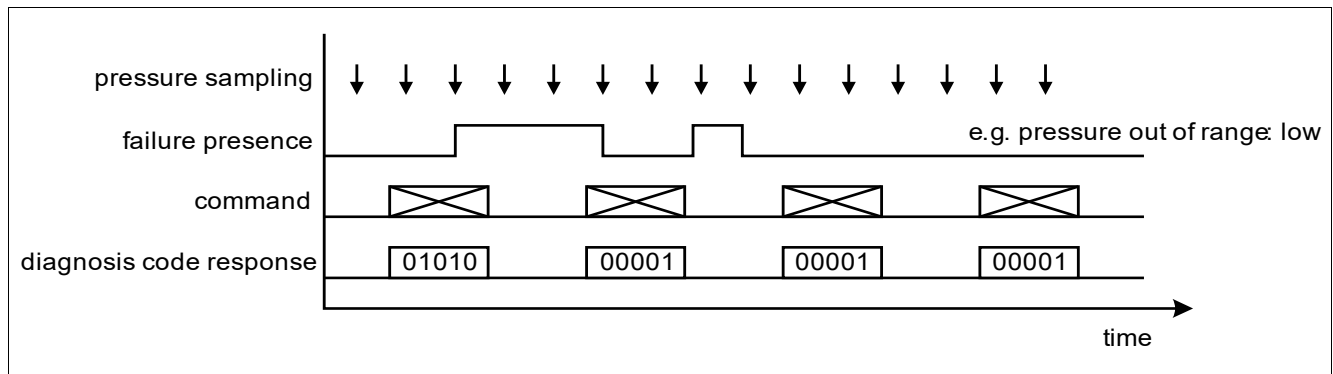 pressure sampling
failure presence
e.g. pressure out of range: low
command
diagnosis code response
01010
00001
00001
00001
time